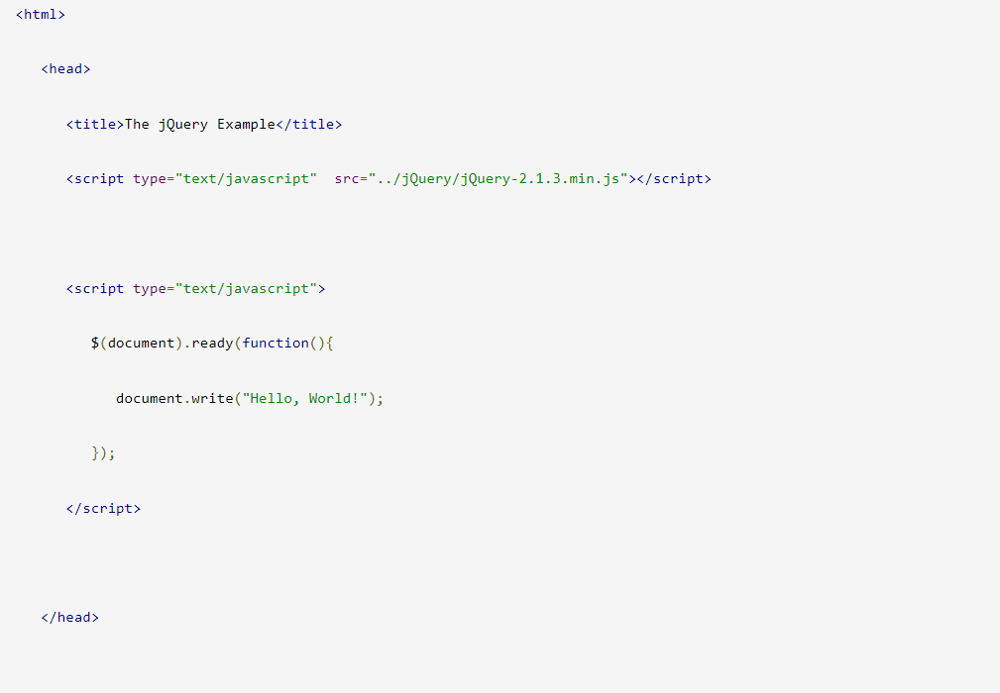 <html>
<head>
<title>The jQuery Example</title>
<script type="text/javascript"  src="../jQuery/jQuery-2.1.3.min.js"></script>
<script type="text/javascript">
$(document).ready(function(){
document.write("Hello, World!");
});
</script>
</head>